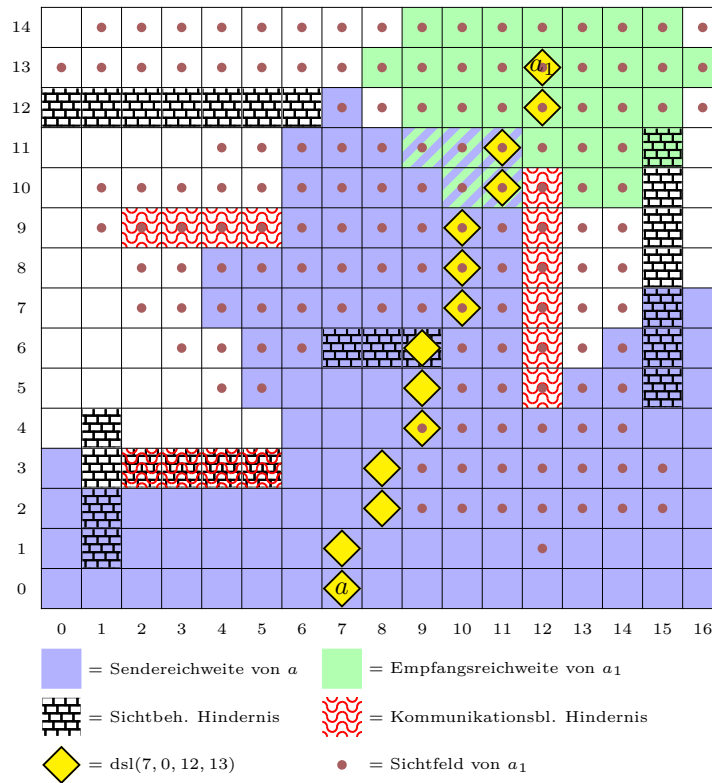 14
13
a₁
12
11
10
9
8
7
6
5
4
3
2
1
0
a
0 1 2 3 4 5 6 7 8 9 10 11 12 13 14 15 16
= Sendereichweite von a
= Empfangsreichweite von a₁
= Sichtbeh. Hindernis
= Kommunikationsbl. Hindernis
= dsl(7, 0, 12, 13)
= Sichtfeld von a₁